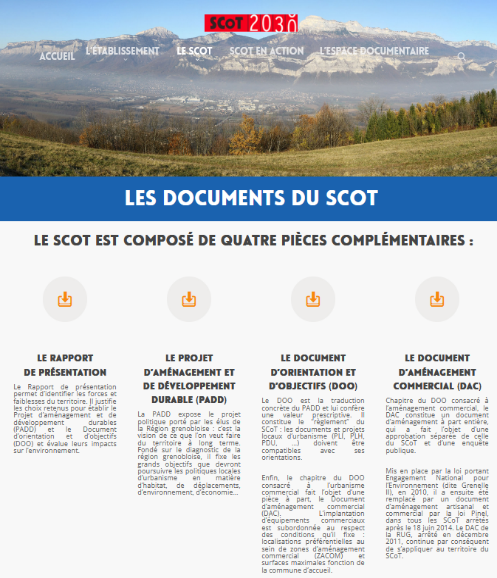 SCoT 2030
ACCUEIL
L'ETABLISSEMENT
LE SCOT
SCOT EN ACTION
L'ESPACE DOCUMENTAIRE
LES DOCUMENTS DU SCOT
LE SCOT EST COMPOSÉ DE QUATRE PIÈCES COMPLÉMENTAIRES :
LE RAPPORT
DE PRÉSENTATION
Le Rapport de présentation
permet d'identifier les forces et
faiblesses du territoire. Il justifie
les choix retenus pour établir le
Projet d'aménagement et de
développement durables
(PADD) et le Document
d'orientation et d'objectifs
(DOO) et évalue leurs impacts
sur l'environnement.
LE PROJET
D'AMÉNAGEMENT ET
DE DÉVELOPPEMENT
DURABLE (PADD)
La PADD expose le projet
politique porté par les élus de
la Région grenobloise : c'est la
vision de ce que l'on veut faire
du territoire à long terme.
Fondé sur le diagnostic de la
région grenobloise, il fixe les
grands objectifs que devront
poursuivre les politiques locales
d'urbanisme en matière
d'habitat, de déplacements,
d'environnement, d'économie...
LE DOCUMENT
D'ORIENTATION ET
D'OBJECTIFS (DOO)
Le DOO est la traduction
concrète du PADD et lui confère
une valeur prescriptive. Il
constitue le "règlement" du
SCoT : les documents et projets
locaux d'urbanisme (PLU, PLH,
PDU, ...) doivent être
compatibles avec ses
orientations.
Enfin, le chapitre du DOO
consacré à l'urbanisme
commercial fait l'objet d'une
pièce à part, le Document
d'aménagement commercial
(DAC). L'implantation
d'équipements commerciaux
est subordonnée au respect
des conditions qu'il fixe :
localisations préférentielles au
sein de zones d'aménagement
commercial (ZACOM) et
surfaces maximales fonction de
la commune d'accueil.
LE DOCUMENT
D'AMÉNAGEMENT
COMMERCIAL (DAC)
Chapitre du DOO consacré à
l'aménagement commercial, le
DAC constitue un document
d'aménagement à part entière,
qui a fait l'objet d'une
approbation séparée de celle
du SCoT et d'une enquête
publique.
Mis en place par la loi portant
Engagement National pour
l'Environnement (dite Grenelle
II), en 2010, il a ensuite été
remplacé par un document
d'aménagement artisanal et
commercial par la loi Pinel,
dans tous les SCoT arrêtés
après le 18 juin 2014. Le DAC de
la RUG, arrêté en décembre
2011, continue par conséquent
de s'appliquer au territoire du
SCoT.